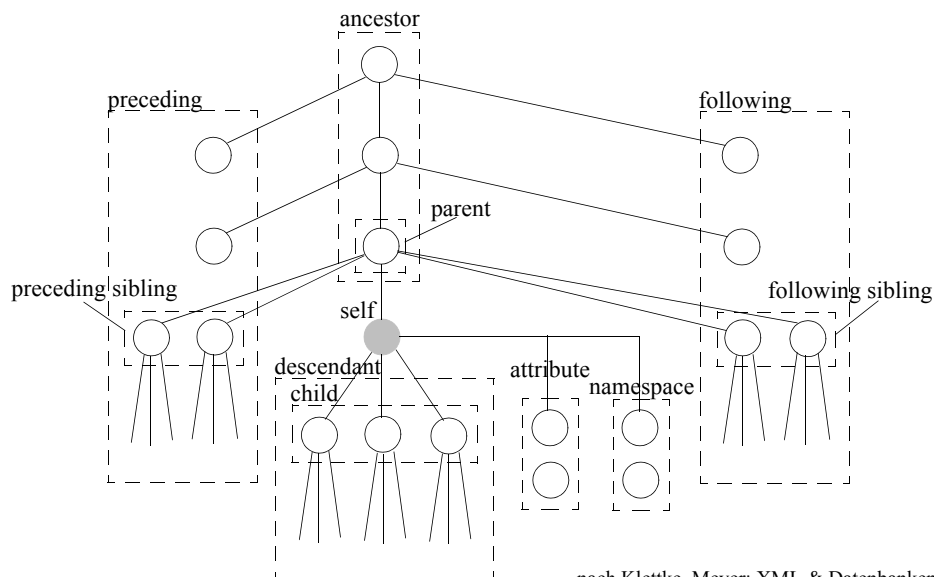 ancestor
preceding
following
parent
preceding sibling
following sibling
self
descendant
attribute
child
namespace
nach Klettke, Meyer: XML & Datenbanken